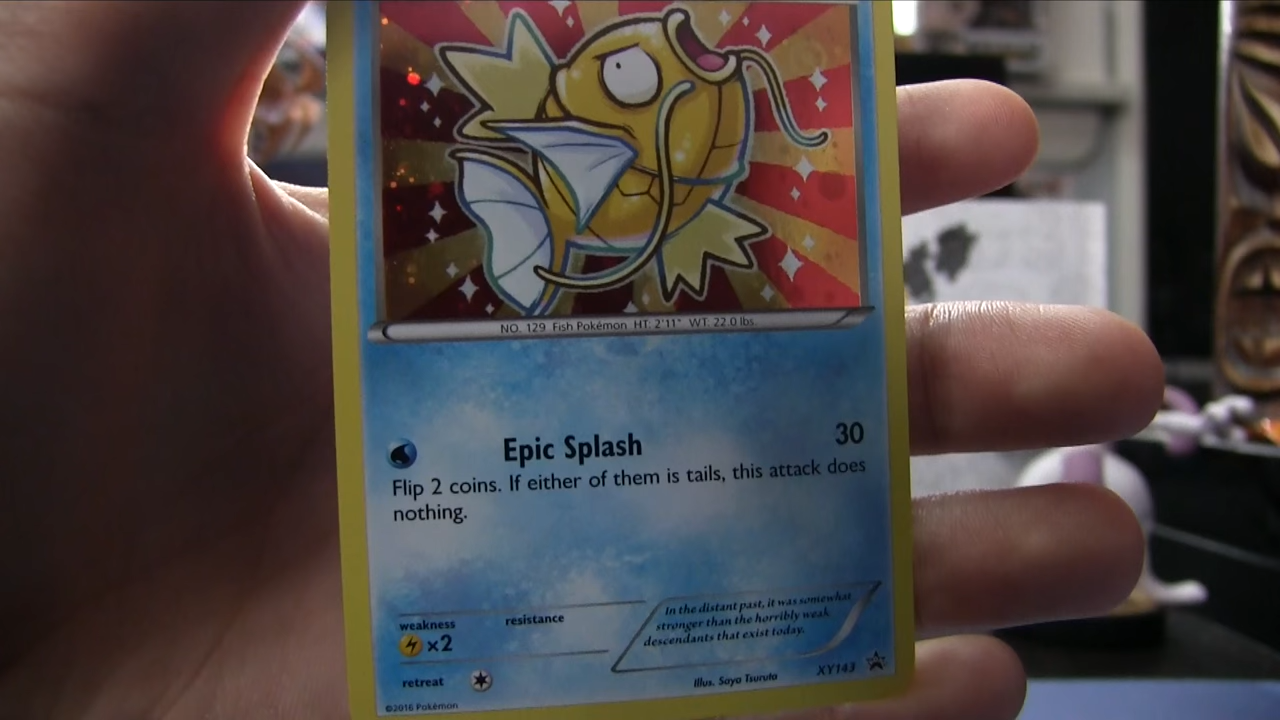 NO. 129 Fish Pokémon HT: 2'11" WT: 22.0 lbs.
Epic Splash 30
Flip 2 coins. If either of them is tails, this attack does
nothing.
weakness resistance
×2
In the distant past, it was somewhat
stronger than the horribly weak
descendants that exist today.
retreat
Illus. Saya Tsuruta
XY143
©2016 Pokémon